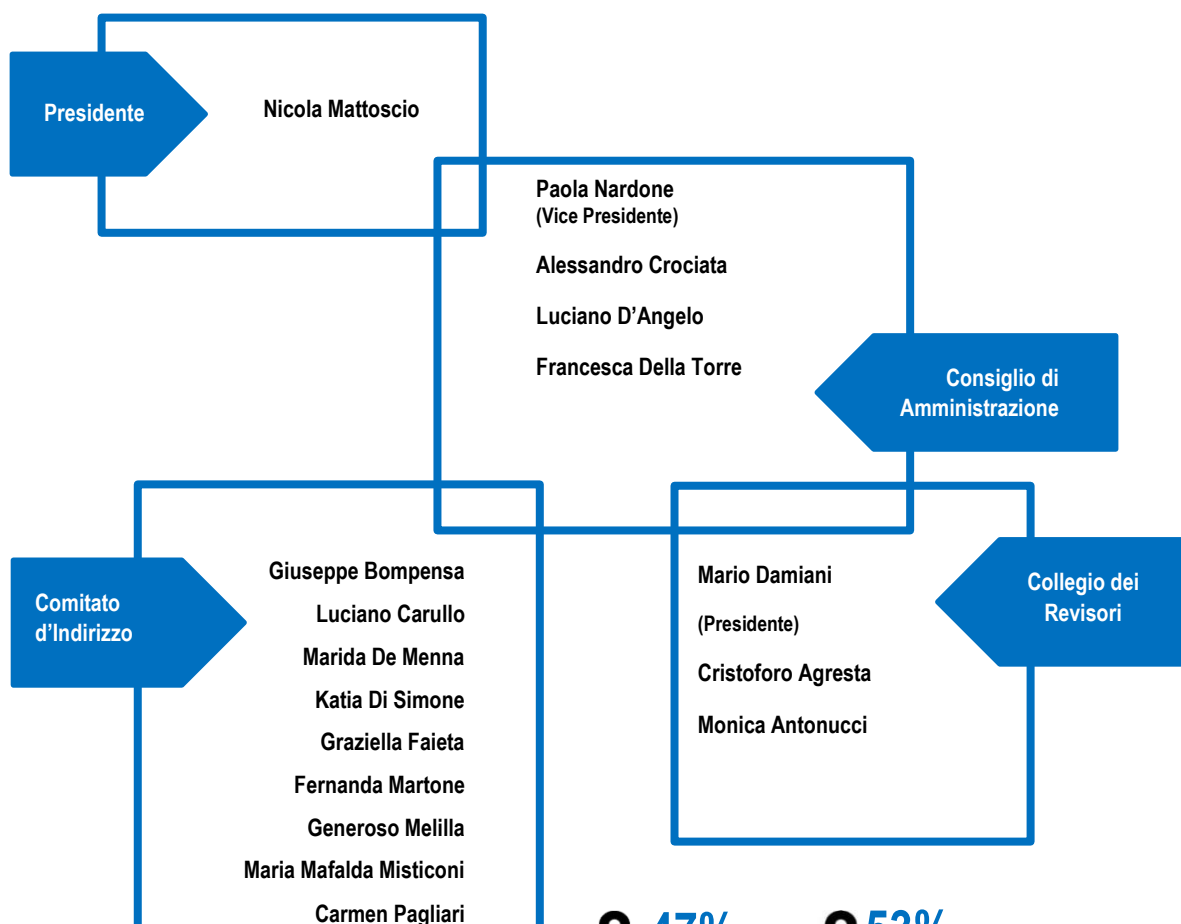 Presidente
Nicola Mattoscio
Paola Nardone
(Vice Presidente)
Alessandro Crociata
Luciano D’Angelo
Francesca Della Torre
Consiglio di
Amministrazione
Comitato
d’Indirizzo
Giuseppe Bompensa
Luciano Carullo
Marida De Menna
Katia Di Simone
Graziella Faieta
Fernanda Martone
Generoso Melilla
Maria Mafalda Misticoni
Carmen Pagliari
Mario Damiani
(Presidente)
Cristoforo Agresta
Monica Antonucci
Collegio dei
Revisori
47%
53%